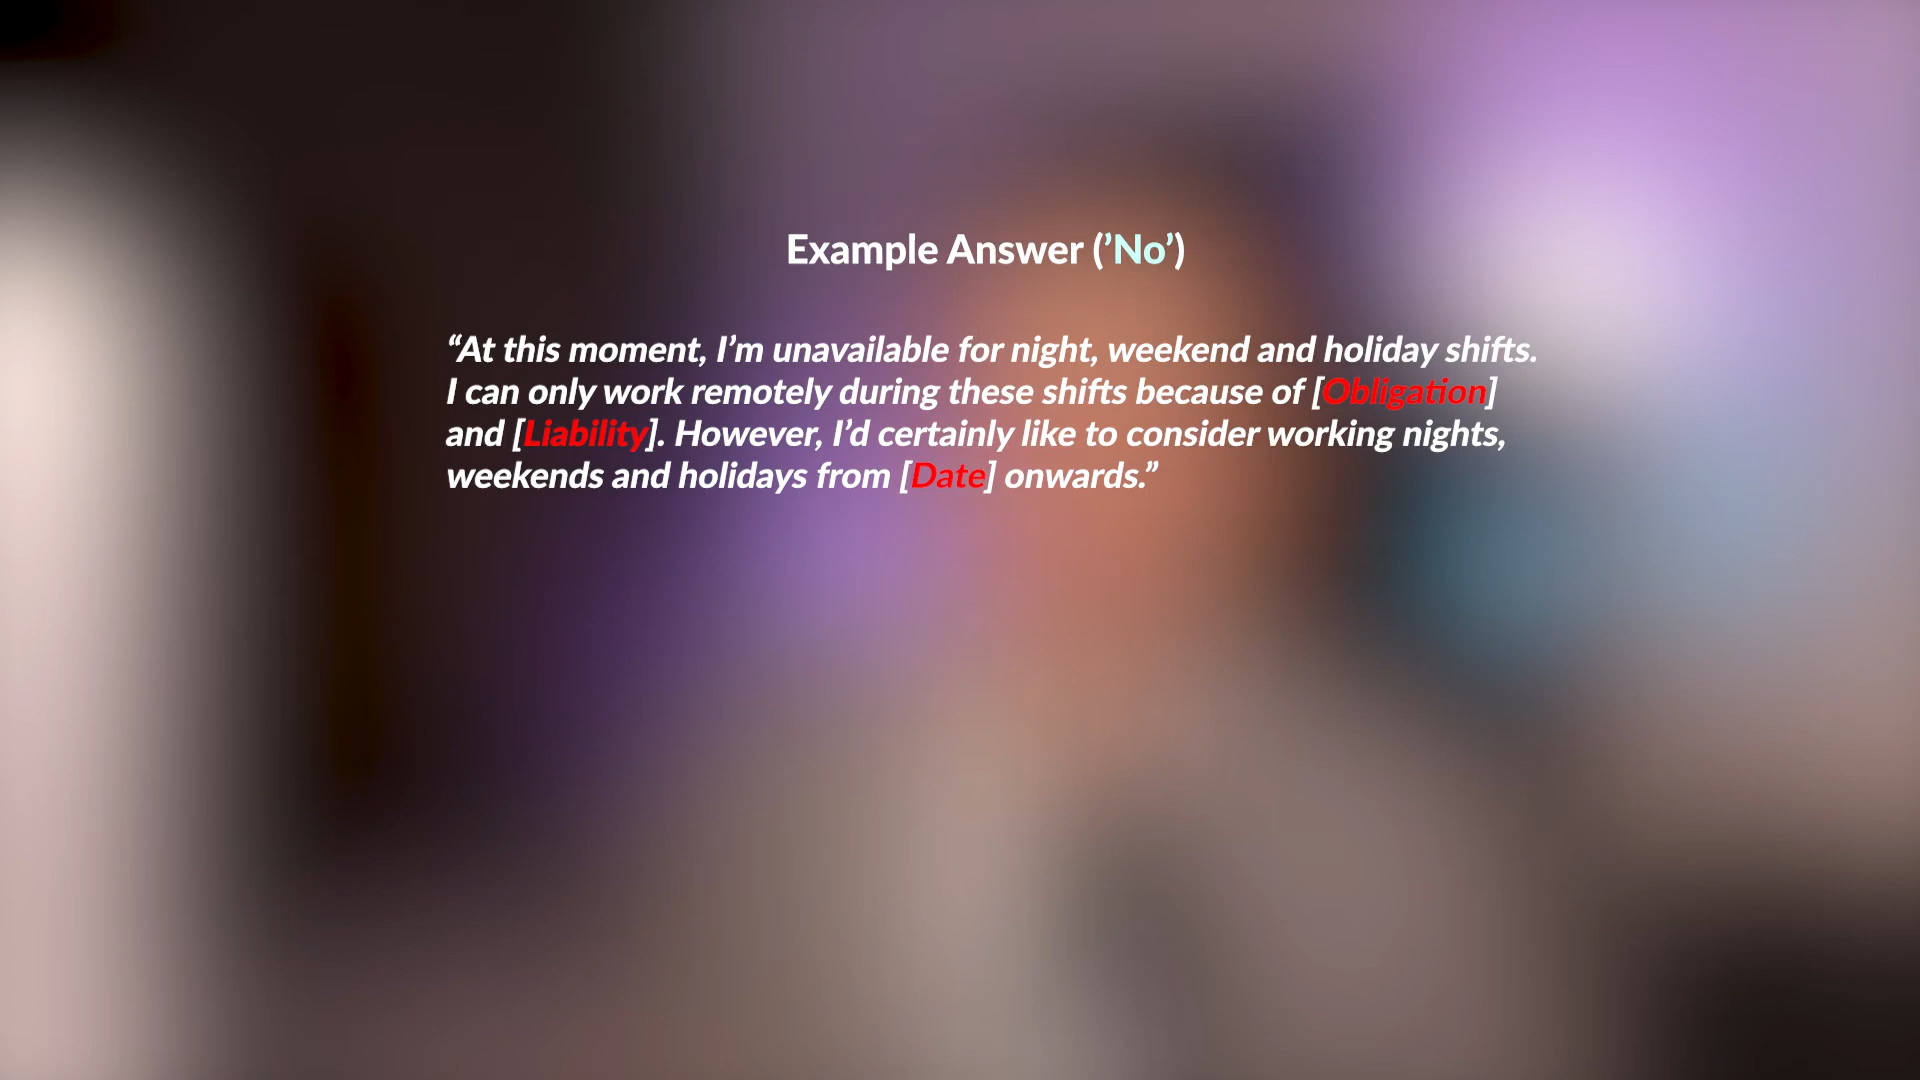 Example Answer (’No’)
“At this moment, I’m unavailable for night, weekend and holiday shifts.
I can only work remotely during these shifts because of [Obligation]
and [Liability]. However, I’d certainly like to consider working nights,
weekends and holidays from [Date] onwards.”